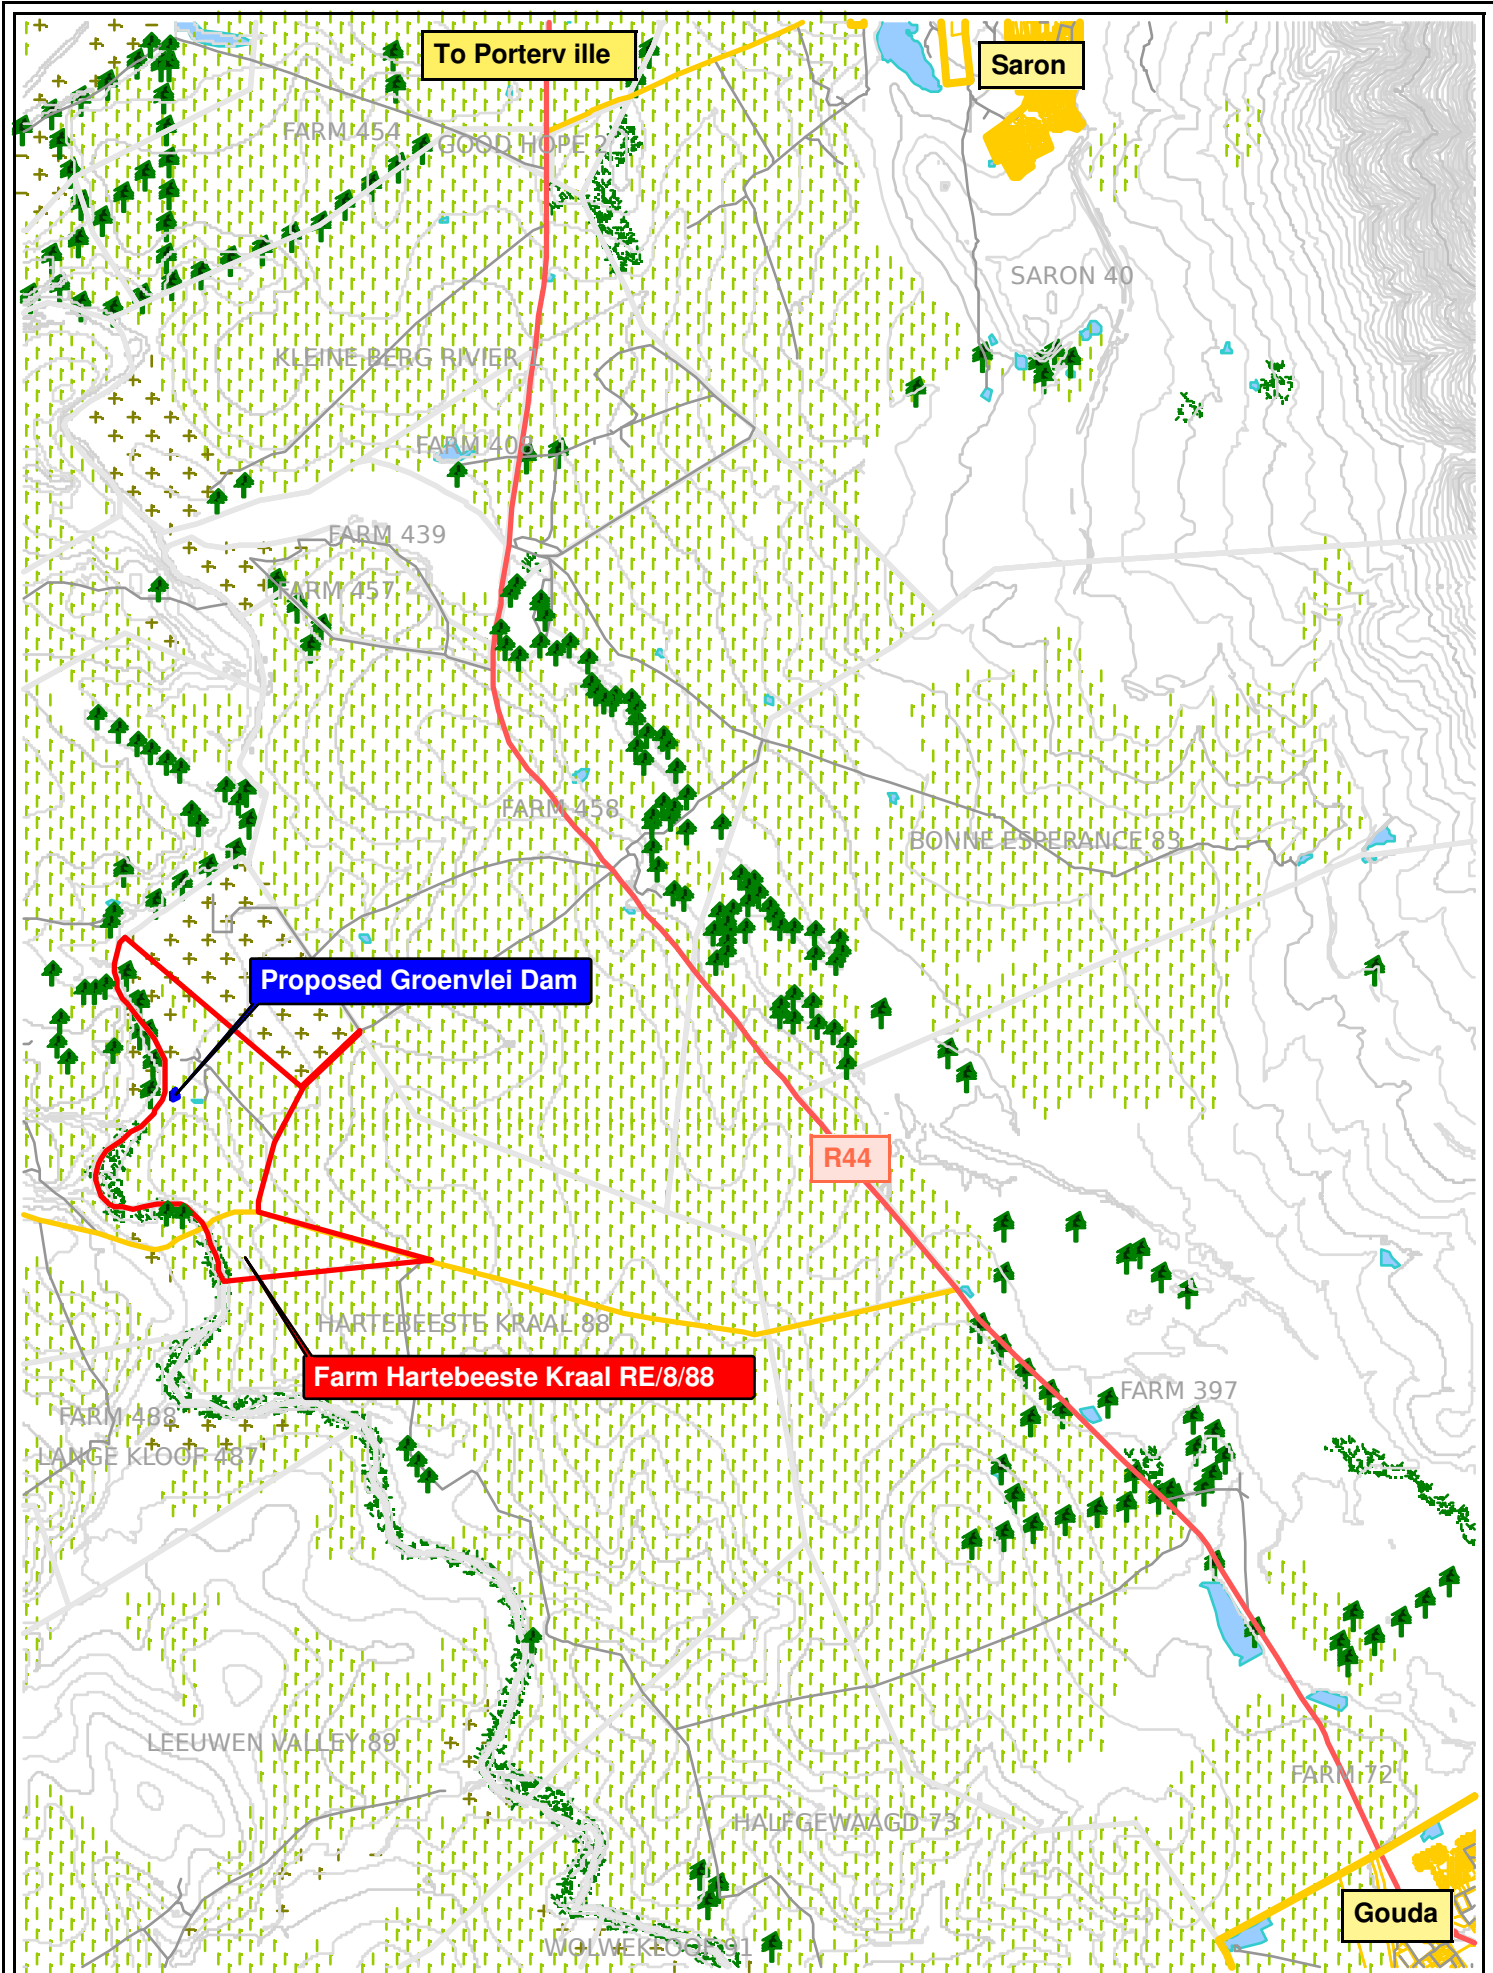 To Porterv ille
Saron
FARM 454
GOOD HOPE 2
SARON 40
KLEINE BERG RIVIER
FARM 408
FARM 439
FARM 457
FARM 458
BONNE ESPERANCE 83
Proposed Groenvlei Dam
R44
HARTEBEESTE KRAAL 88
Farm Hartebeeste Kraal RE/8/88
FARM 397
FARM 488
LANGE KLOOF 487
LEEUWEN VALLEY 89
FARM 72
HALFGEWAAGD 73
Gouda
WOLWEKLOOF 91